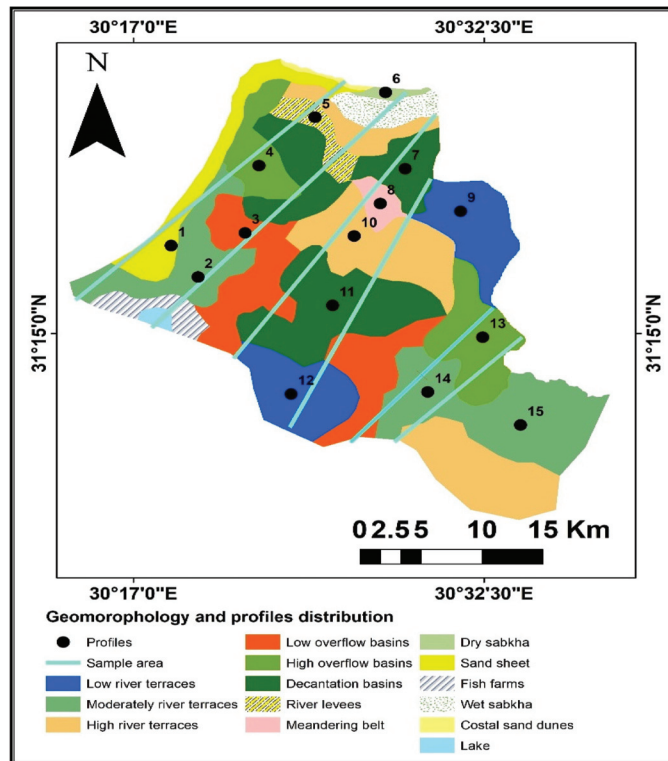 30°17'0"E 30°32'30"E
N
6
5
4
7
8
9
3
10
1
2
11
31°15'0"N 31°15'0"N
13
12
14
15
0 2.5 5 10 15 Km
30°17'0"E 30°32'30"E
Geomorophology and profiles distribution
Profiles
Sample area
Low river terraces
Moderately river terraces
High river terraces
Low overflow basins
High overflow basins
Decantation basins
River levees
Meandering belt
Dry sabkha
Sand sheet
Fish farms
Wet sabkha
Costal sand dunes
Lake